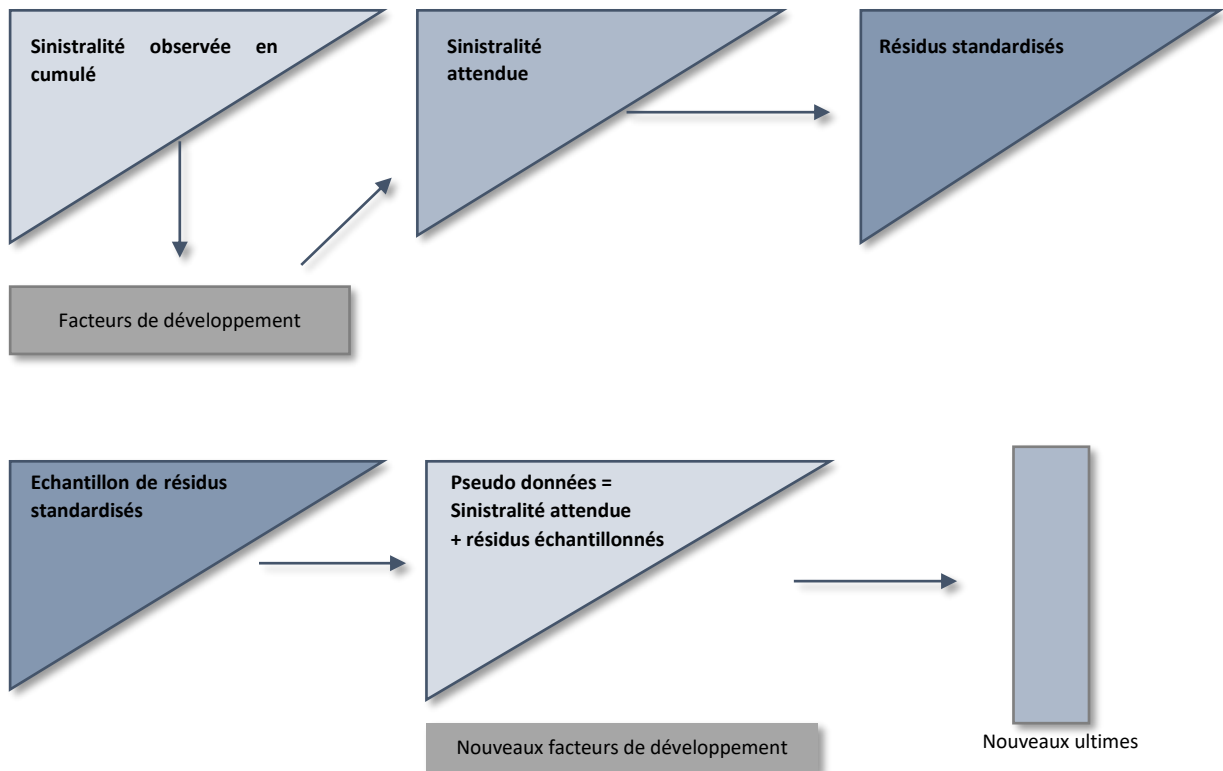 Sinistralité observée en
cumulé
Sinistralité
attendue
Résidus standardisés
Facteurs de développement
Echantillon de résidus
standardisés
Pseudo données =
Sinistralité attendue
+ résidus échantillonnés
Nouveaux facteurs de développement
Nouveaux ultimes